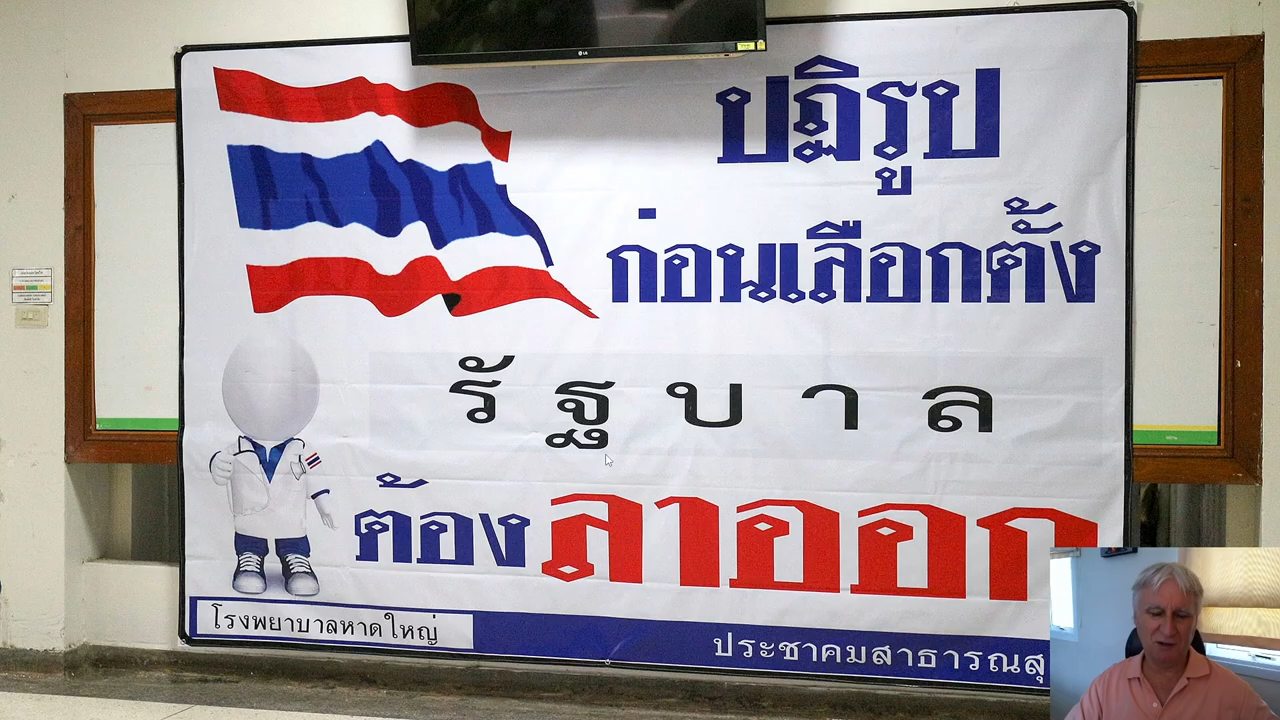 LG
ปฏิรูป
ก่อนเลือกตั้ง
รัฐบาล
ต้องลาออก
โรงพยาบาลหาดใหญ่
ประชาคมสาธารณสุ